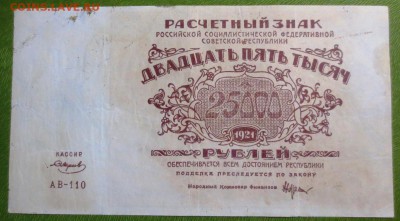 COINS.SAVE.RU
РАСЧЕТНЫЙ ЗНАК
РОССИЙСКОЙ СОЦИАЛИСТИЧЕСКОЙ ФЕДЕРАТИВНОЙ
СОВЕТСКОЙ РЕСПУБЛИКИ
ДВАДЦАТЬ ПЯТЬ ТЫСЯЧ
25000
1921
РУБЛЕЙ
ОБЕСПЕЧИВАЕТСЯ ВСЕМ ДОСТОЯНИЕМ РЕСПУБЛИКИ
ПОДДЕЛКА ПРЕСЛЕДУЕТСЯ ПО ЗАКОНУ
Народный Комиссар Финансов
КАССИР
АВ-110